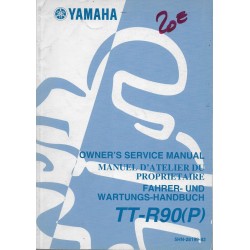 YAMAHA
20€
OWNER'S SERVICE MANUAL
MANUEL D'ATELIER DU
PROPRIETAIRE
FAHRER- UND
WARTUNGS-HANDBUCH
TT-R90(P)